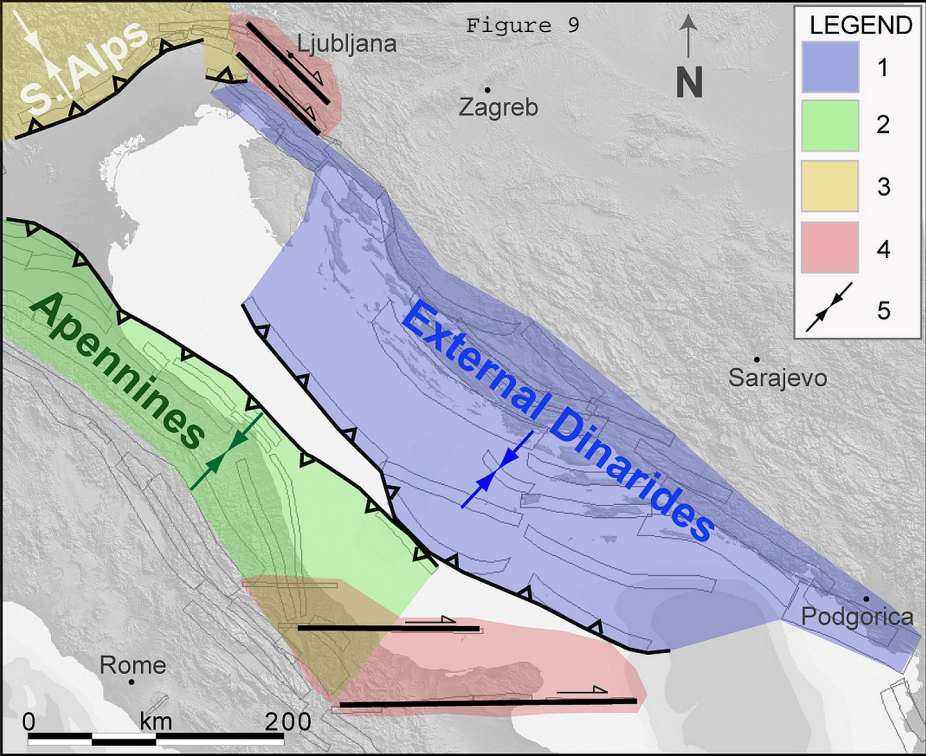 Figure 9
LEGEND
1
2
3
4
5
N
S. Alps
Ljubljana
Zagreb
Apennines
External Dinarides
Sarajevo
Podgorica
Rome
0 km 200